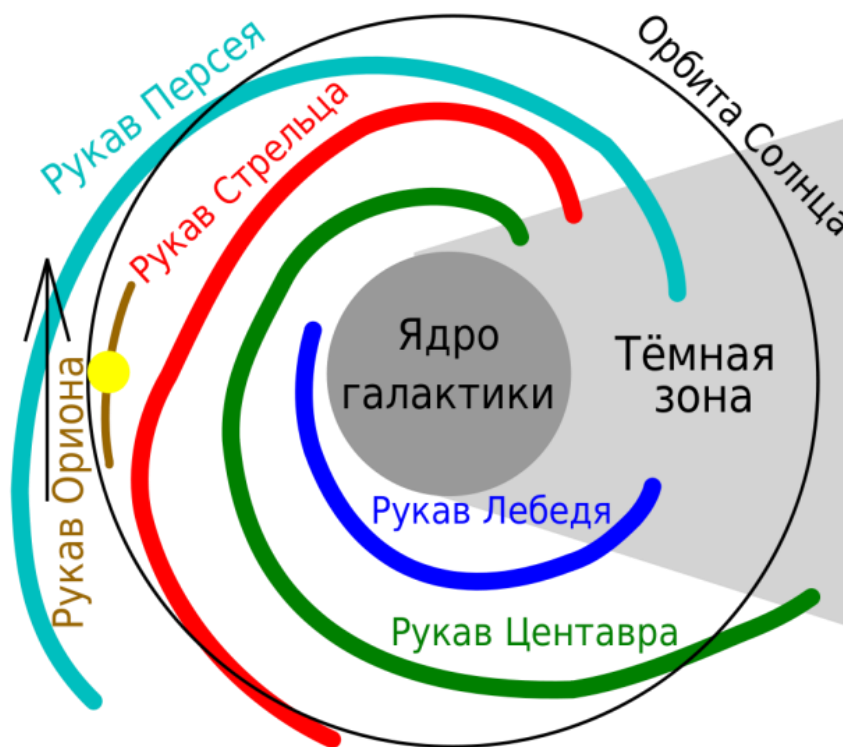 Рукав Персея
Орбита Солнца
Рукав Стрельца
Ядро
галактики
Тёмная
зона
Рукав Ориона
Рукав Лебедя
Рукав Центавра